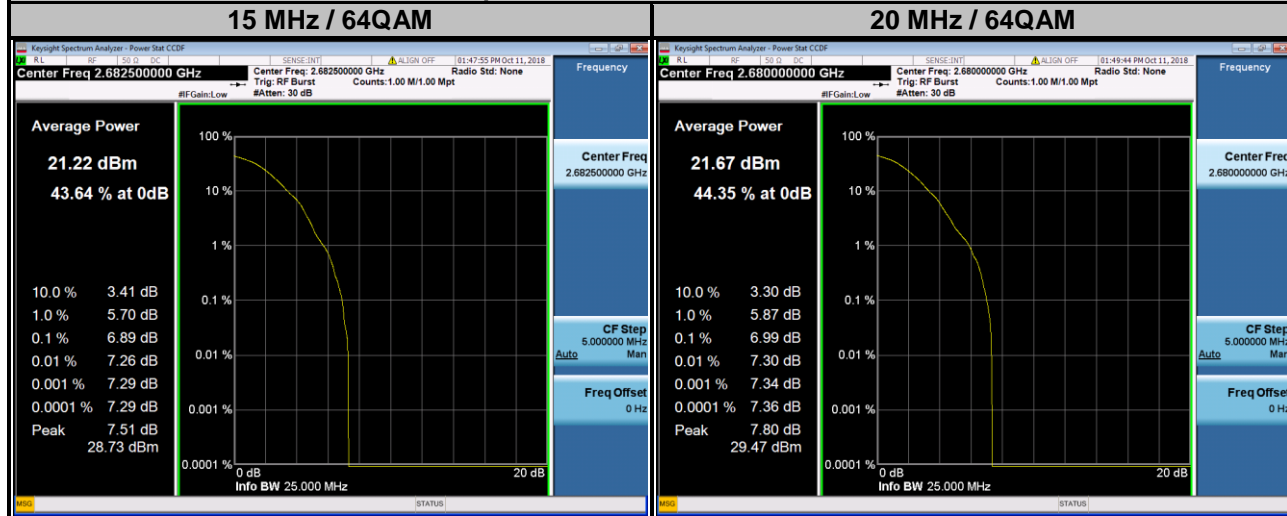 15 MHz / 64QAM
Keysight Spectrum Analyzer - Power Stat CCDF
RL RF 50 Ω DC SENSE:INT ALIGN OFF 01:47:55 PM Oct 11, 2018
Center Freq 2.682500000 GHz
Center Freq: 2.682500000 GHz Radio Std: None
Trig: RF Burst Counts:1.00 M/1.00 Mpt
#IFGain:Low #Atten: 30 dB
Average Power
21.22 dBm
43.64 % at 0dB
10.0 % 3.41 dB
1.0 % 5.70 dB
0.1 % 6.89 dB
0.01 % 7.26 dB
0.001 % 7.29 dB
0.0001 % 7.29 dB
Peak 7.51 dB
28.73 dBm
100 %
10 %
1 %
0.1 %
0.01 %
0.001 %
0.0001 %
0 dB 20 dB
Info BW 25.000 MHz
Frequency
Center Freq
2.682500000 GHz
CF Step
5.000000 MHz
Auto Man
Freq Offset
0 Hz
MSG STATUS
20 MHz / 64QAM
Keysight Spectrum Analyzer - Power Stat CCDF
RL RF 50 Ω DC SENSE:INT ALIGN OFF 01:49:44 PM Oct 11, 2018
Center Freq 2.680000000 GHz
Center Freq: 2.680000000 GHz Radio Std: None
Trig: RF Burst Counts:1.00 M/1.00 Mpt
#IFGain:Low #Atten: 30 dB
Average Power
21.67 dBm
44.35 % at 0dB
10.0 % 3.30 dB
1.0 % 5.87 dB
0.1 % 6.99 dB
0.01 % 7.30 dB
0.001 % 7.34 dB
0.0001 % 7.36 dB
Peak 7.80 dB
29.47 dBm
100 %
10 %
1 %
0.1 %
0.01 %
0.001 %
0.0001 %
0 dB 20 dB
Info BW 25.000 MHz
Frequency
Center Freq
2.680000000 GHz
CF Step
5.000000 MHz
Auto Man
Freq Offset
0 Hz
MSG STATUS